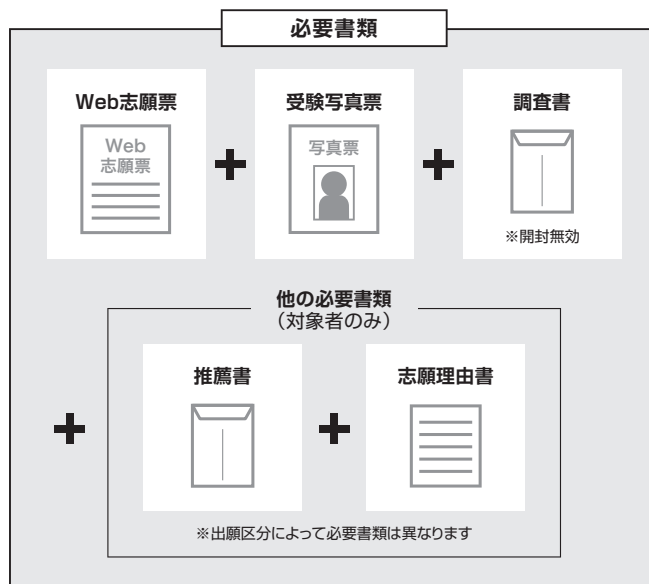 必要書類
Web志願票
Web
志願票
受験写真票
写真票
調査書
※開封無効
他の必要書類
（対象者のみ）
推薦書
志願理由書
※出願区分によって必要書類は異なります